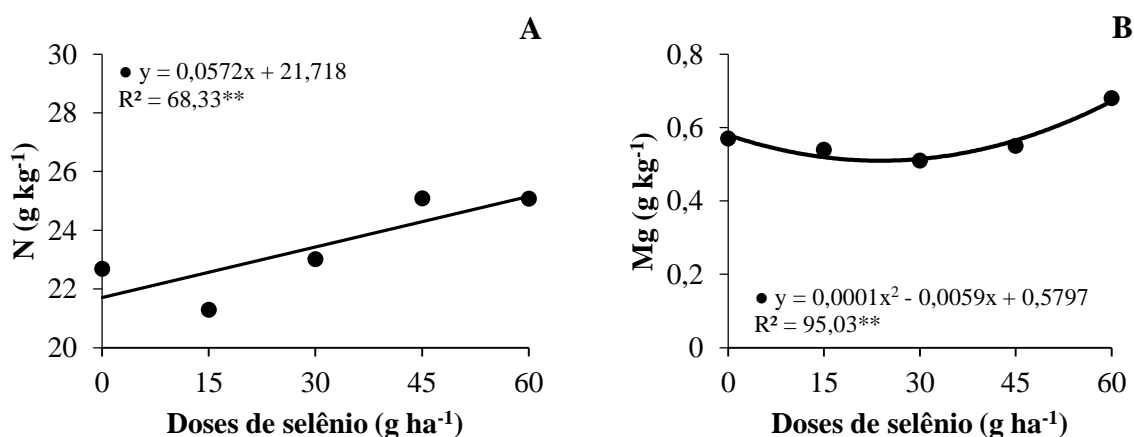 A
30
28
26
24
22
20
N (g kg⁻¹)
● y = 0,0572x + 21,718
R² = 68,33**
0 15 30 45 60
Doses de selênio (g ha⁻¹)
B
0,8
0,6
0,4
0,2
0
Mg (g kg⁻¹)
● y = 0,0001x² - 0,0059x + 0,5797
R² = 95,03**
0 15 30 45 60
Doses de selênio (g ha⁻¹)